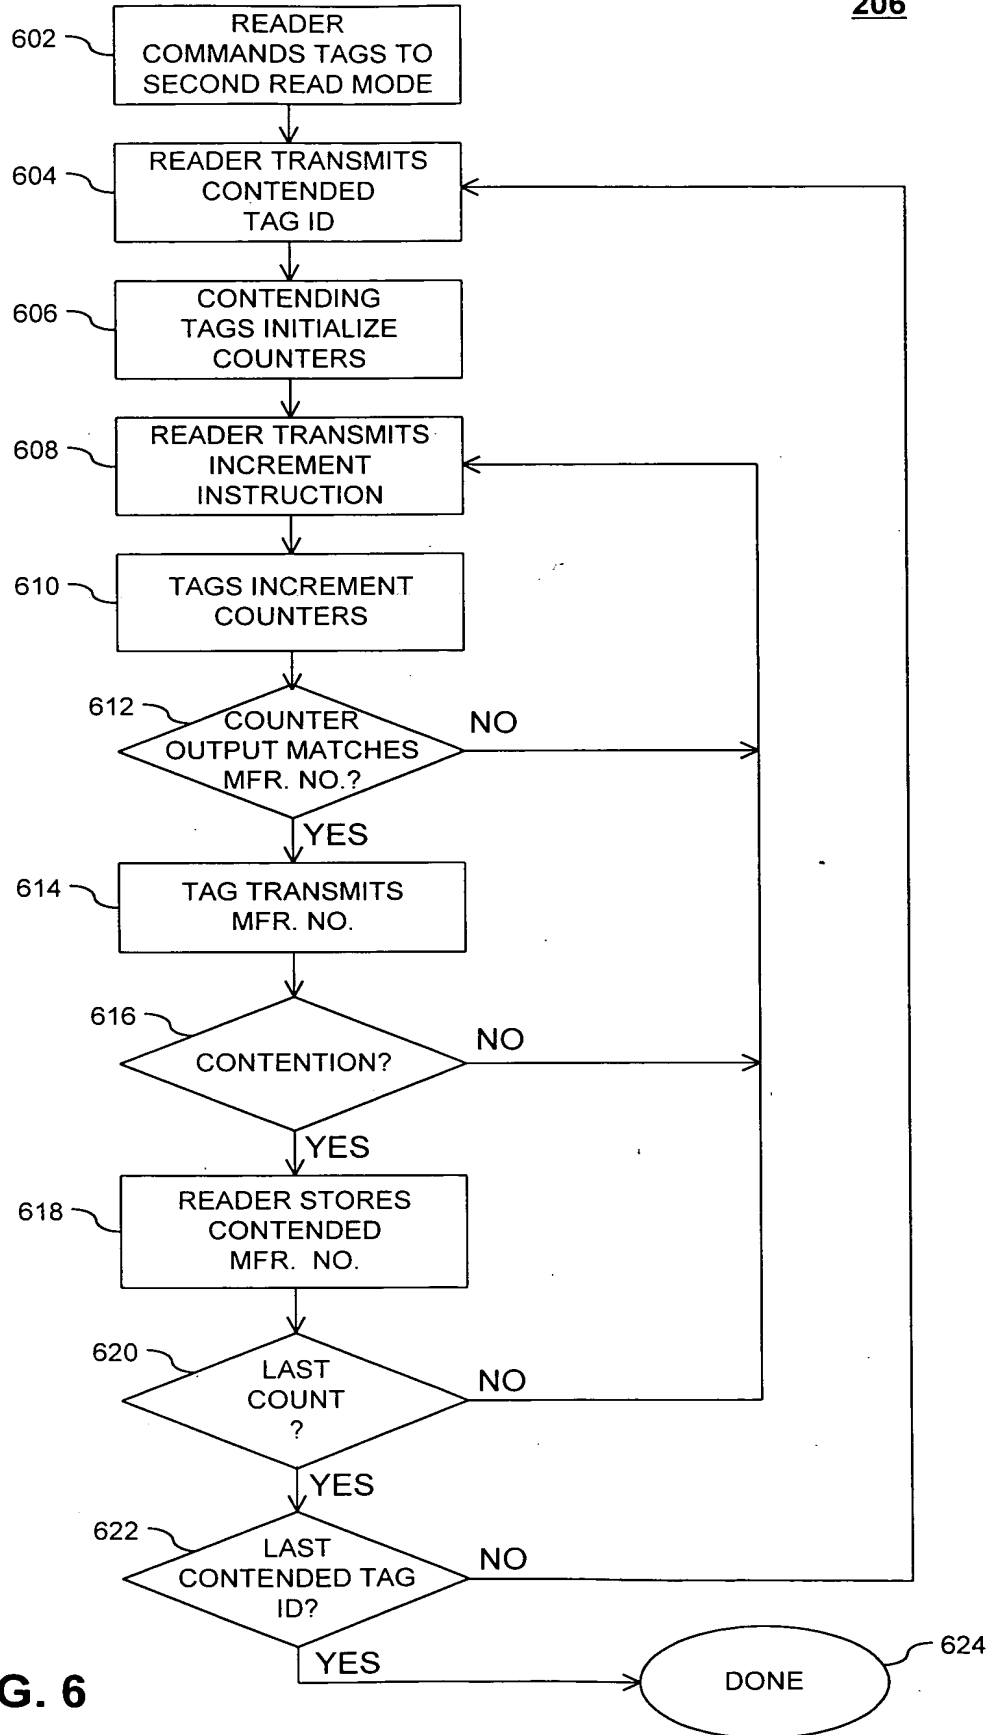 206
602
READER
COMMANDS TAGS TO
SECOND READ MODE
604
READER TRANSMITS
CONTENDED
TAG ID
606
CONTENDING
TAGS INITIALIZE
COUNTERS
608
READER TRANSMITS
INCREMENT
INSTRUCTION
610
TAGS INCREMENT
COUNTERS
612
COUNTER
OUTPUT MATCHES
MFR. NO.?
NO
YES
614
TAG TRANSMITS
MFR. NO.
616
CONTENTION?
NO
YES
618
READER STORES
CONTENDED
MFR. NO.
620
LAST
COUNT
?
NO
YES
622
LAST
CONTENDED TAG
ID?
NO
YES
DONE
624
G. 6